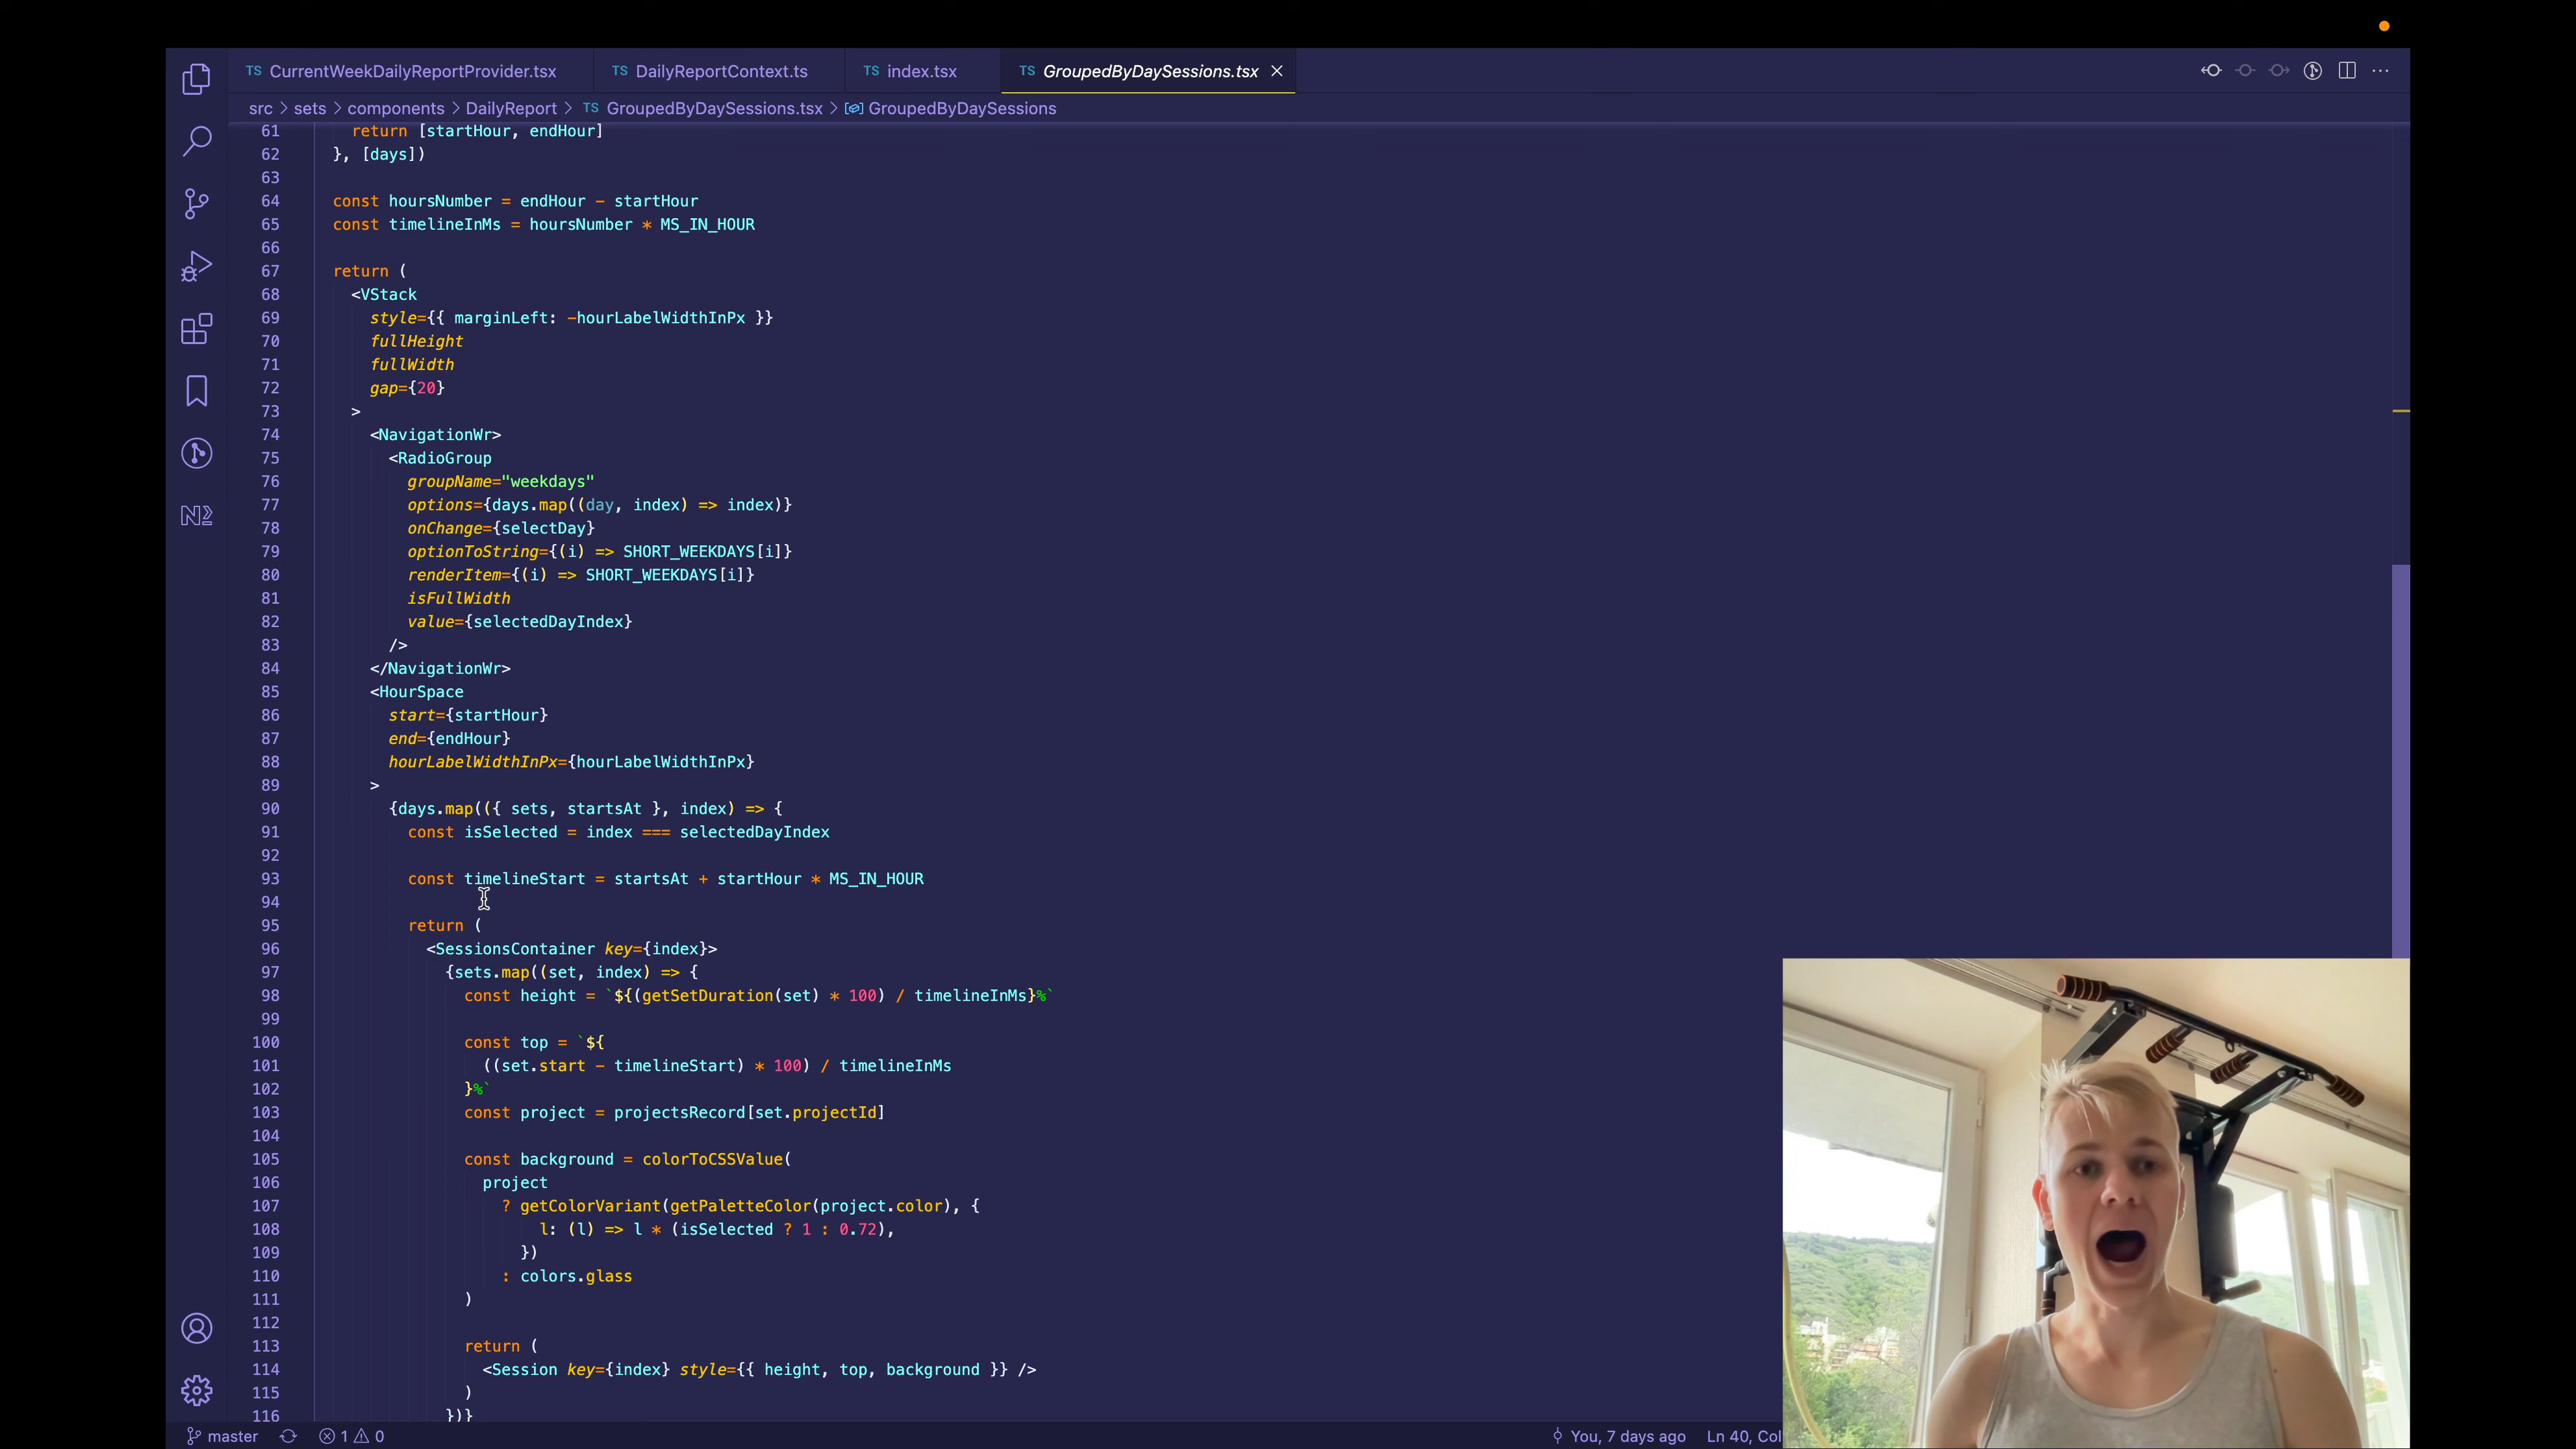 TS CurrentWeekDailyReportProvider.tsx TS DailyReportContext.ts TS index.tsx TS GroupedByDaySessions.tsx
src > sets > components > DailyReport > TS GroupedByDaySessions.tsx > GroupedByDaySessions
61 return [startHour, endHour]
62 }, [days])
63
64 const hoursNumber = endHour - startHour
65 const timelineInMs = hoursNumber * MS_IN_HOUR
66
67 return (
68 <VStack
69 style={{ marginLeft: -hourLabelWidthInPx }}
70 fullHeight
71 fullWidth
72 gap={20}
73 >
74 <NavigationWr>
75 <RadioGroup
76 groupName="weekdays"
77 options={days.map((day, index) => index)}
78 onChange={selectDay}
79 optionToString={(i) => SHORT_WEEKDAYS[i]}
80 renderItem={(i) => SHORT_WEEKDAYS[i]}
81 isFullWidth
82 value={selectedDayIndex}
83 />
84 </NavigationWr>
85 <HourSpace
86 start={startHour}
87 end={endHour}
88 hourLabelWidthInPx={hourLabelWidthInPx}
89 >
90 {days.map(({ sets, startsAt }, index) => {
91 const isSelected = index === selectedDayIndex
92
93 const timelineStart = startsAt + startHour * MS_IN_HOUR
94
95 return (
96 <SessionsContainer key={index}>
97 {sets.map((set, index) => {
98 const height = `${(getSetDuration(set) * 100) / timelineInMs}%`
99
100 const top = `${
101 ((set.start - timelineStart) * 100) / timelineInMs
102 }%`
103 const project = projectsRecord[set.projectId]
104
105 const background = colorToCSSValue(
106 project
107 ? getColorVariant(getPaletteColor(project.color), {
108 l: (l) => l * (isSelected ? 1 : 0.72),
109 })
110 : colors.glass
111 )
112
113 return (
114 <Session key={index} style={{ height, top, background }} />
115 )
116 })}
master 1 0 You, 7 days ago Ln 40, Col